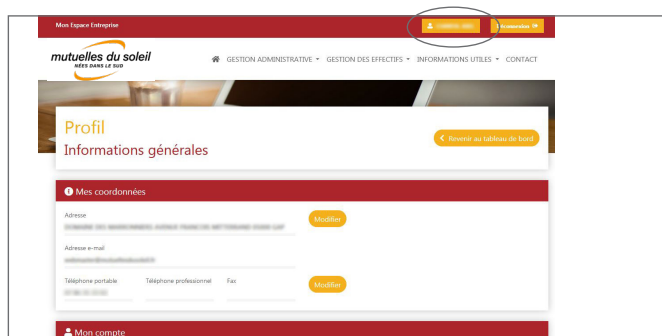 Mon Espace Entreprise
Déconnexion
mutuelles du soleil
NÉES DANS LE SUD
GESTION ADMINISTRATIVE
GESTION DES EFFECTIFS
INFORMATIONS UTILES
CONTACT
Profil
Revenir au tableau de bord
Informations générales
Mes coordonnées
Adresse
Modifier
Adresse e-mail
Téléphone portable
Téléphone professionnel
Fax
Modifier
Mon compte